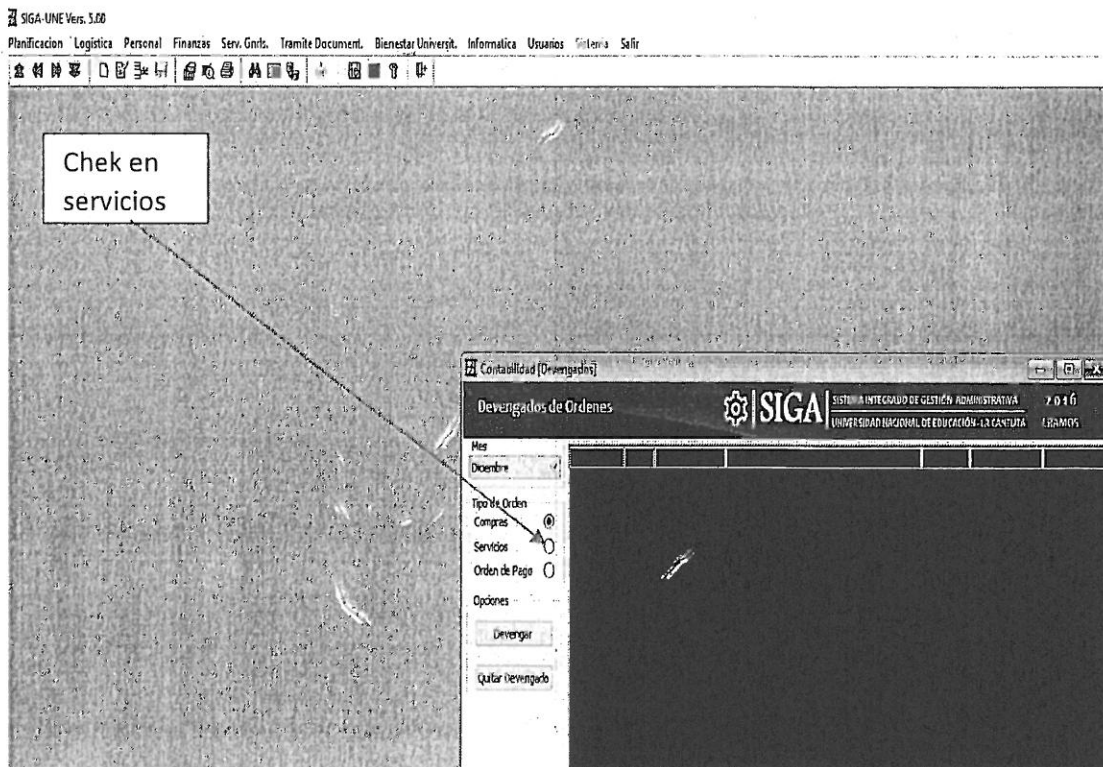 SIGA-UNE Vers. 3.00
Planificacion Logística Personal Finanzas Serv. Gnrls. Tramite Document. Bienestar Universit. Informatica Usuarios Sistema Salir
Chek en
servicios
Contabilidad [Devengados]
Devengados de Ordenes
SIGA
SISTEMA INTEGRADO DE GESTIÓN ADMINISTRATIVA
2016
UNIVERSIDAD NACIONAL DE EDUCACIÓN - LA CANTUTA
LRAMOS
Mes
Diciembre
Tipo de Orden
Compras
Servicios
Orden de Pago
Opciones
Devengar
Quitar Devengado